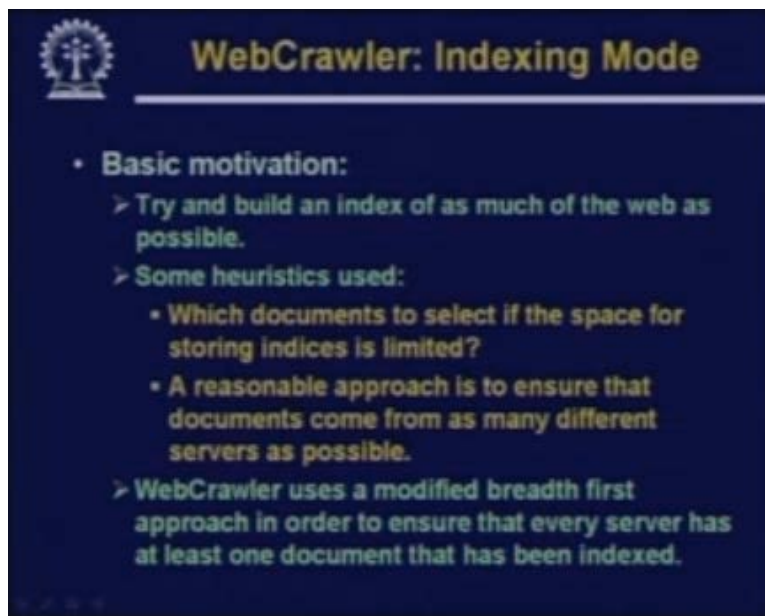 WebCrawler: Indexing Mode
• Basic motivation:
➢ Try and build an index of as much of the web as
possible.
➢ Some heuristics used:
▪ Which documents to select if the space for
storing indices is limited?
▪ A reasonable approach is to ensure that
documents come from as many different
servers as possible.
➢ WebCrawler uses a modified breadth first
approach in order to ensure that every server has
at least one document that has been indexed.